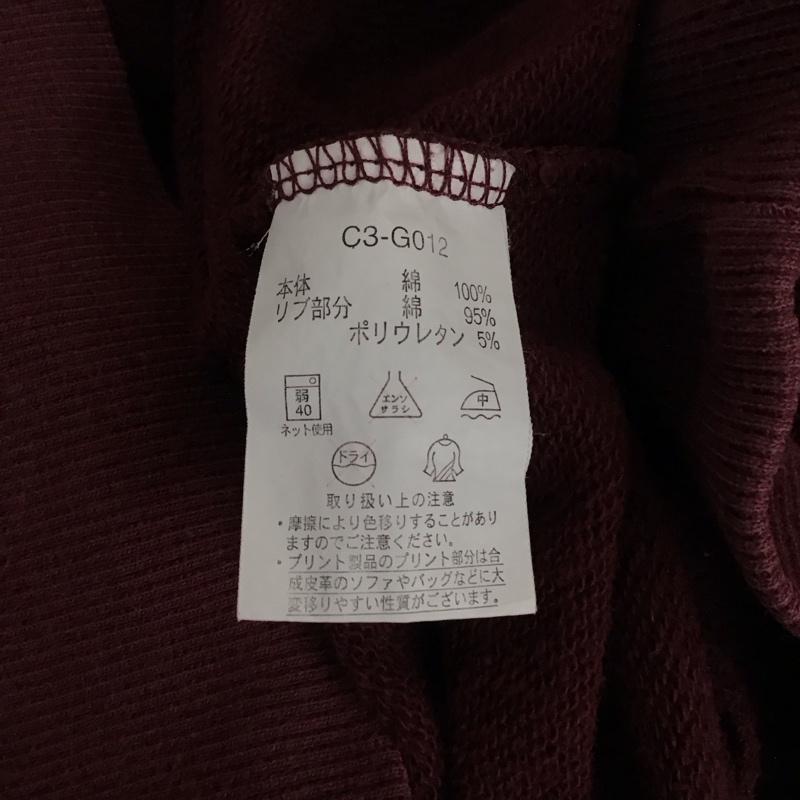 C3-G012
本体 綿 100%
リブ部分 綿 95%
ポリウレタン 5%
弱
40
ネット使用
エンソ
サラシ
中
ドライ
取り扱い上の注意
・摩擦により色移りすることがあり
ますのでご注意ください。
・プリント製品のプリント部分は合
成皮革のソファやバッグなどに大
変移りやすい性質がございます。